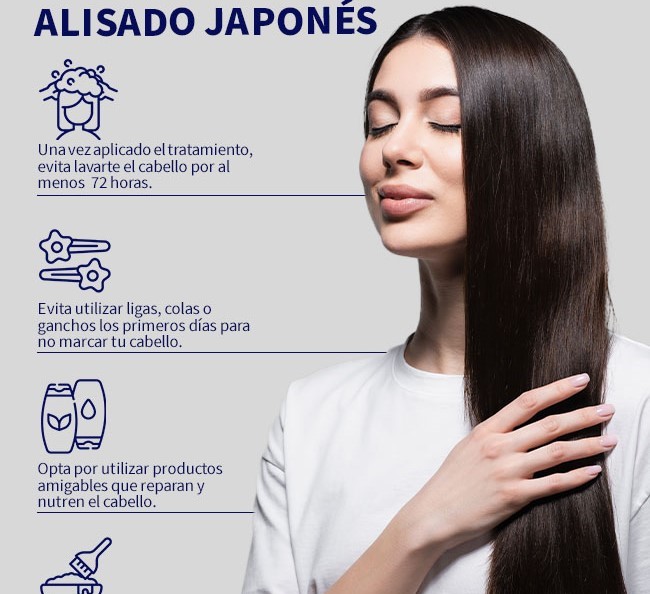 ALISADO JAPONÉS
Una vez aplicado el tratamiento,
evita lavarte el cabello por al
menos 72 horas.
Evita utilizar ligas, colas o
ganchos los primeros días para
no marcar tu cabello.
Opta por utilizar productos
amigables que reparan y
nutren el cabello.